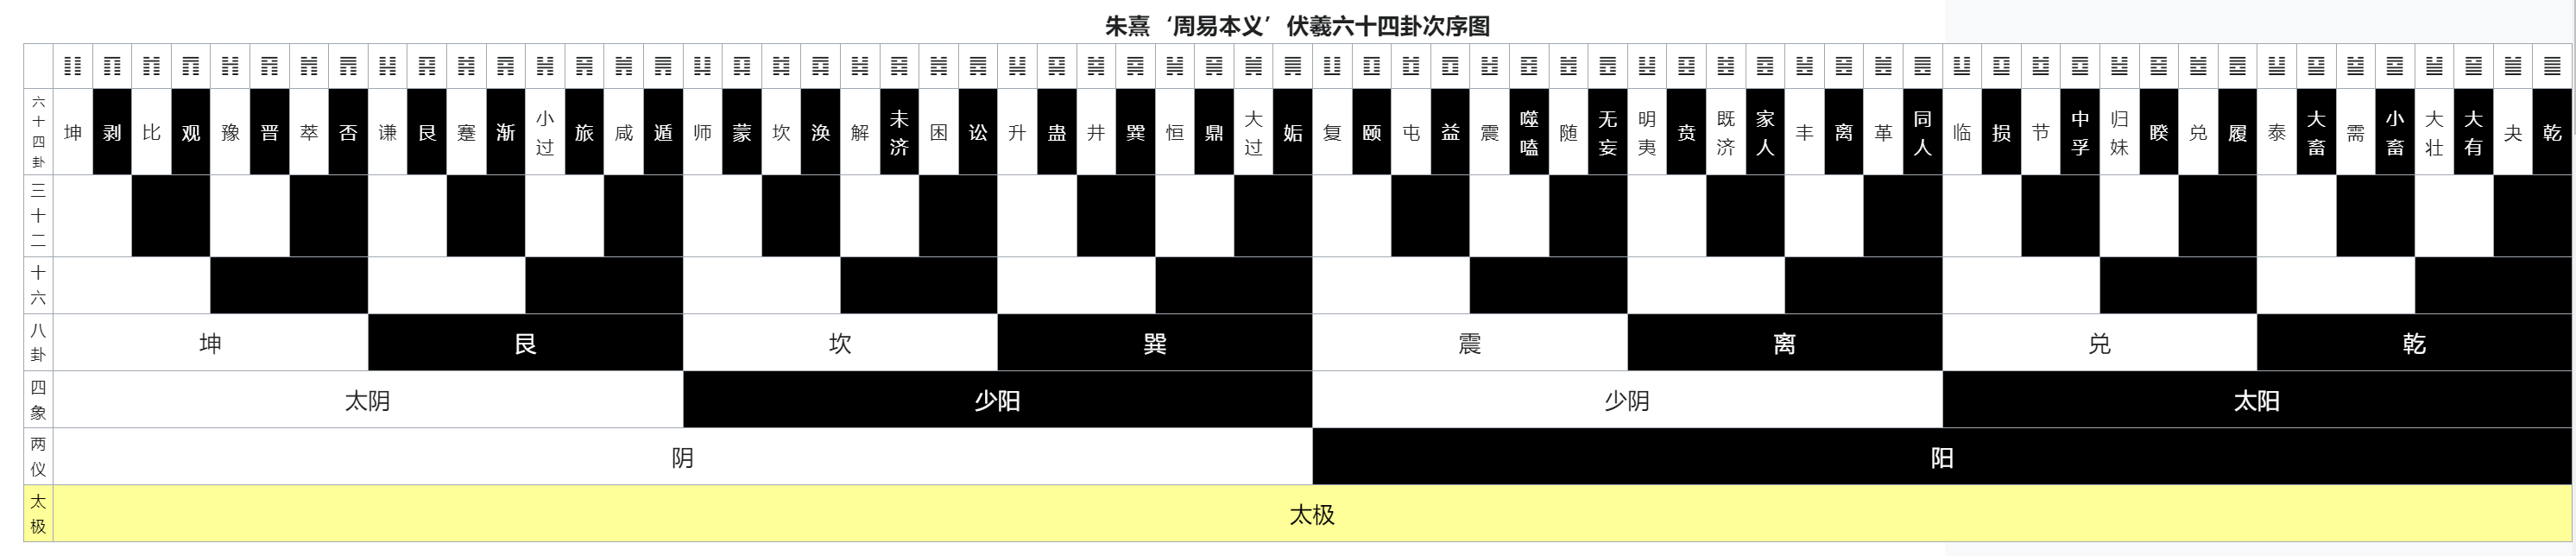 朱熹‘周易本义’伏羲六十四卦次序图
䷁ ䷖ ䷇ ䷓ ䷏ ䷢ ䷬ ䷋ ䷎ ䷳ ䷦ ䷴ ䷽ ䷷ ䷞ ䷠ ䷆ ䷃ ䷜ ䷺ ䷧ ䷿ ䷮ ䷅ ䷭ ䷑ ䷯ ䷸ ䷟ ䷱ ䷛ ䷫ ䷗ ䷚ ䷂ ䷩ ䷲ ䷔ ䷐ ䷘ ䷣ ䷕ ䷾ ䷤ ䷶ ䷝ ䷰ ䷌ ䷒ ䷨ ䷻ ䷼ ䷵ ䷥ ䷹ ䷉ ䷊ ䷙ ䷄ ䷈ ䷡ ䷍ ䷪ ䷀
六十四卦 坤 剥 比 观 豫 晋 萃 否 谦 艮 蹇 渐 小过 旅 咸 遁 师 蒙 坎 涣 解 未济 困 讼 升 蛊 井 巽 恒 鼎 大过 姤 复 颐 屯 益 震 噬嗑 随 无妄 明夷 贲 既济 家人 丰 离 革 同人 临 损 节 中孚 归妹 睽 兑 履 泰 大畜 需 小畜 大壮 大有 夬 乾
三十二
十六
八卦 坤 艮 坎 巽 震 离 兑 乾
四象 太阴 少阳 少阴 太阳
两仪 阴 阳
太极 太极